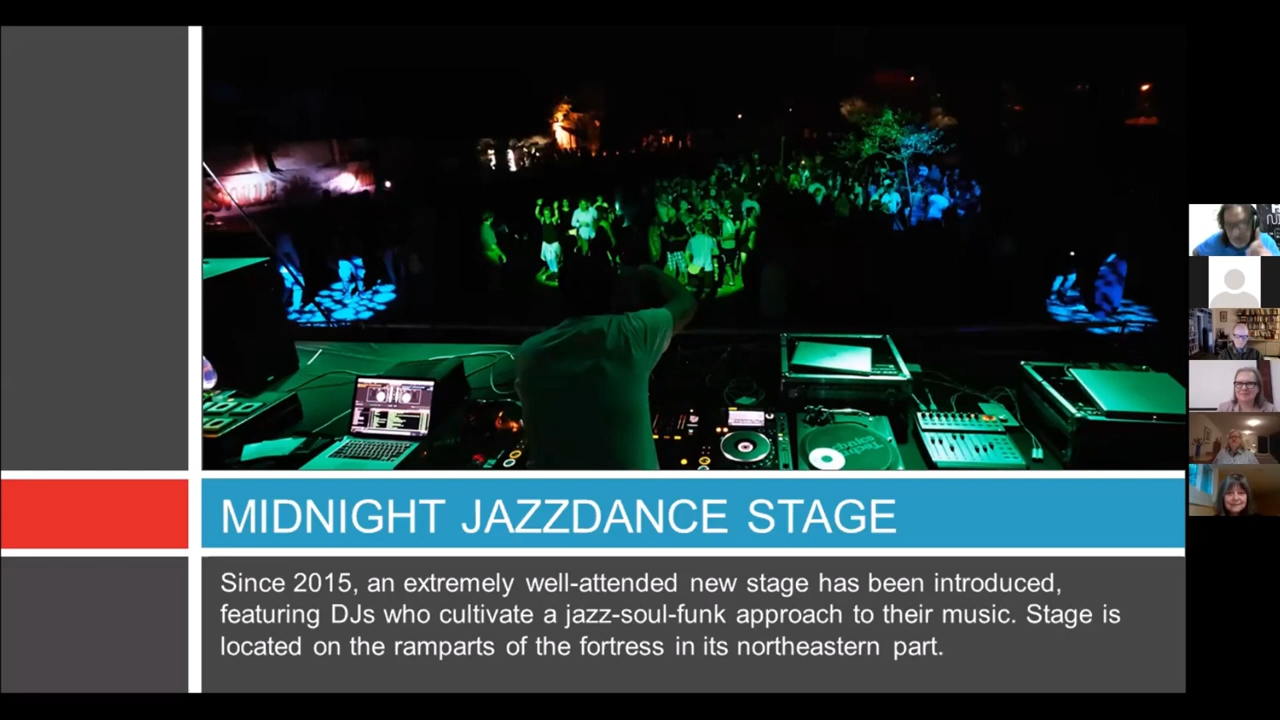 MIDNIGHT JAZZDANCE STAGE
Since 2015, an extremely well-attended new stage has been introduced,
featuring DJs who cultivate a jazz-soul-funk approach to their music. Stage is
located on the ramparts of the fortress in its northeastern part.
Technics